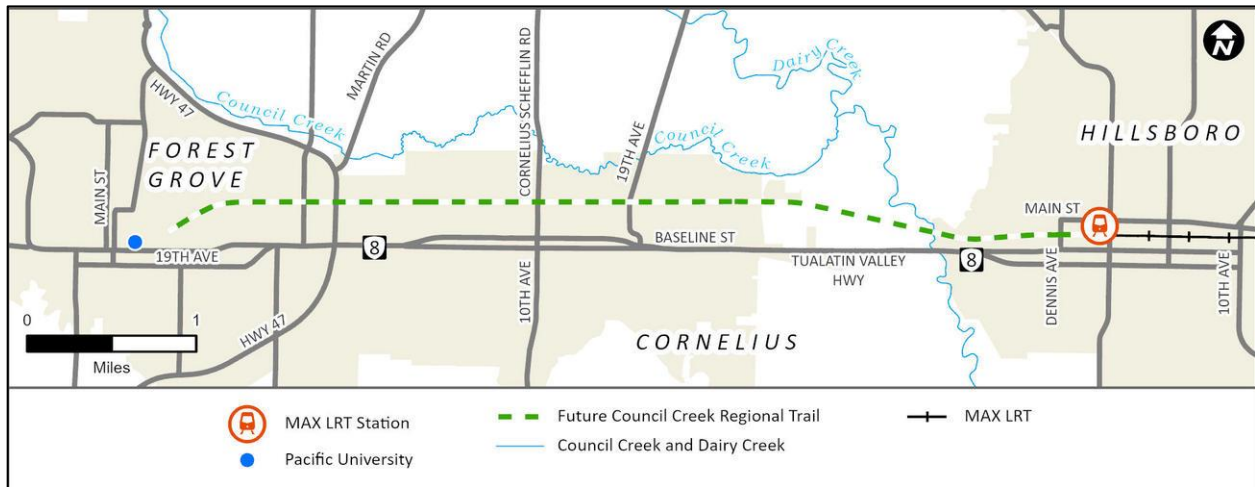 N
Dairy
Creek
MARTIN RD
CORNELIUS SCHEFFLIN RD
HWY 47
Council Creek
Council
Creek
HILLSBORO
FOREST
GROVE
19TH AVE
MAIN ST
MAIN ST
BASELINE ST
8
19TH AVE
TUALATIN VALLEY
HWY
8
DENNIS AVE
10TH AVE
10TH AVE
HWY 47
CORNELIUS
0 1
Miles
MAX LRT Station
Future Council Creek Regional Trail
MAX LRT
Pacific University
Council Creek and Dairy Creek